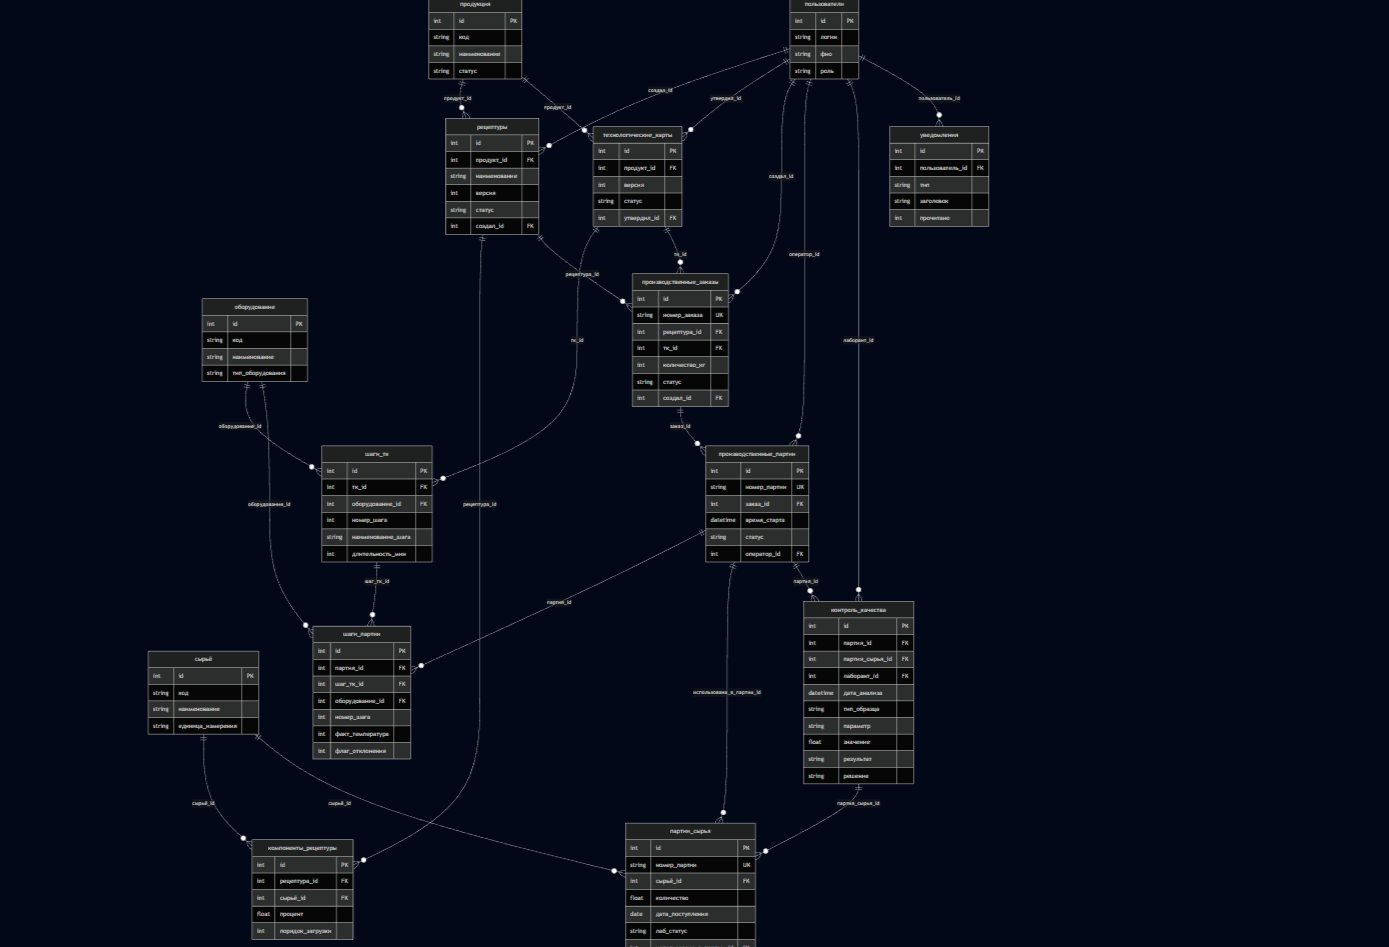 продукция
int id PK
string код
string наименование
string статус
пользователи
int id PK
string логин
string фио
string роль
продукт_id
продукт_id
создал_id
утвердил_id
пользователь_id
рецептуры
int id PK
int продукт_id FK
string наименование
int версия
string статус
int создал_id FK
технологические_карты
int id PK
int продукт_id FK
int версия
string статус
int утвердил_id FK
уведомления
int id PK
int пользователь_id FK
string тип
string заголовок
int прочитано
создал_id
оператор_id
тк_id
рецептура_id
производственные_заказы
int id PK
string номер_заказа UK
int рецептура_id FK
int тк_id FK
int количество_кг
string статус
int создал_id FK
оборудование
int id PK
string код
string наименование
string тип_оборудования
тк_id
лаборант_id
оборудование_id
заказ_id
шаги_тк
int id PK
int тк_id FK
int оборудование_id FK
int номер_шага
string наименование_шага
int длительность_мин
производственные_партии
int id PK
string номер_партии UK
int заказ_id FK
datetime время_старта
string статус
int оператор_id FK
оборудование_id
рецептура_id
шаг_тк_id
партия_id
партия_id
шаги_партии
int id PK
int партия_id FK
int шаг_тк_id FK
int оборудование_id FK
int номер_шага
int факт_температура
int флаг_отклонения
контроль_качества
int id PK
int партия_id FK
int партия_сырья_id FK
int лаборант_id FK
datetime дата_анализа
string тип_образца
string параметр
float значение
string результат
string решение
сырьё
int id PK
string код
string наименование
string единица_измерения
использована_в_партии_id
сырьё_id
сырьё_id
партия_сырья_id
компоненты_рецептуры
int id PK
int рецептура_id FK
int сырьё_id FK
float процент
int порядок_загрузки
партии_сырья
int id PK
string номер_партии UK
int сырьё_id FK
float количество
date дата_поступления
string лаб_статус